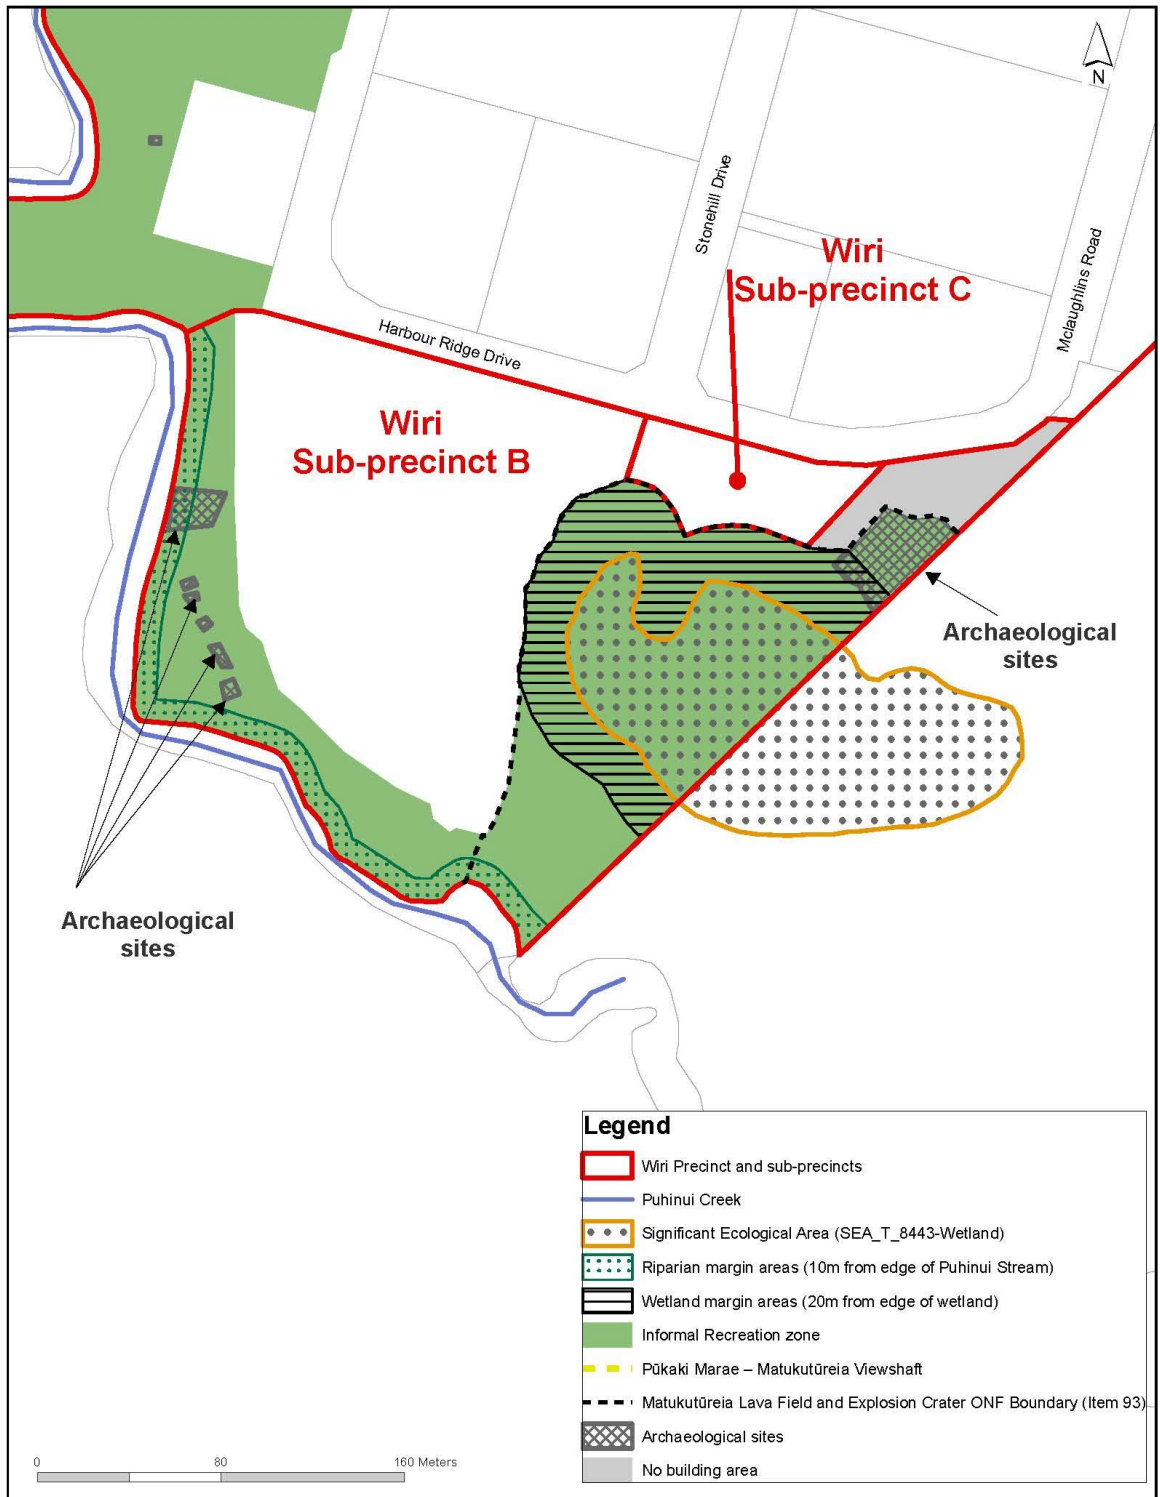 N
Stonehill Drive
Wiri
Sub-precinct C
Mclaughlins Road
Harbour Ridge Drive
Wiri
Sub-precinct B
Archaeological
sites
Archaeological
sites
Legend
Wiri Precinct and sub-precincts
Puhinui Creek
Significant Ecological Area (SEA_T_8443-Wetland)
Riparian margin areas (10m from edge of Puhinui Stream)
Wetland margin areas (20m from edge of wetland)
Informal Recreation zone
Pūkaki Marae – Matukutūreia Viewshaft
Matukutūreia Lava Field and Explosion Crater ONF Boundary (Item 93)
Archaeological sites
No building area
0 80 160 Meters